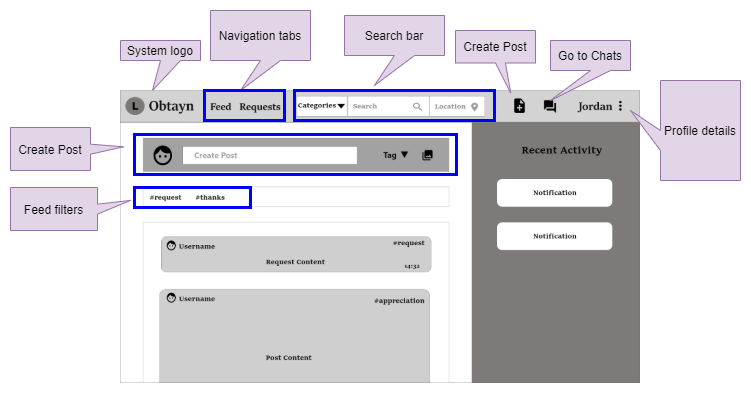 System logo
Navigation tabs
Search bar
Create Post
Go to Chats
Profile details
L Obtayn
Feed Requests
Categories Search Location
Jordan
Create Post
Create Post
Tag
Feed filters
#request #thanks
Username
#request
Request Content
14:32
Username
#appreciation
Post Content
Recent Activity
Notification
Notification